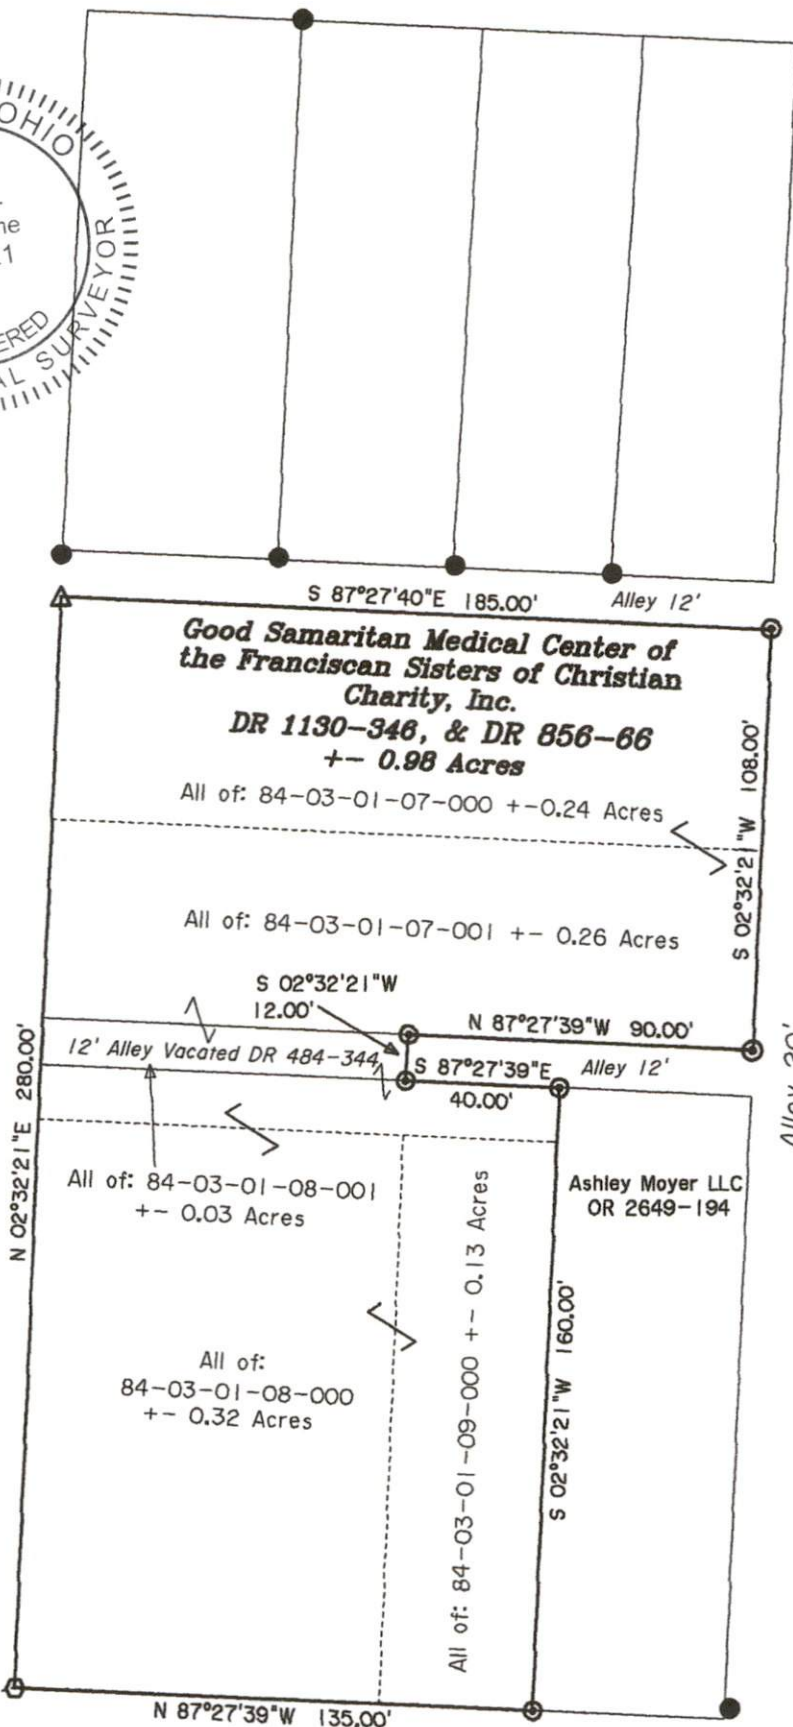 OHIO
SURVEYOR
S 87°27'40"E 185.00'
Alley 12'
Good Samaritan Medical Center of
the Franciscan Sisters of Christian
Charity, Inc.
DR 1130-346, & DR 856-66
+- 0.98 Acres
All of: 84-03-01-07-000 +-0.24 Acres
S 02°32'21"W 108.00'
All of: 84-03-01-07-001 +- 0.26 Acres
S 02°32'21"W
12.00'
N 87°27'39"W 90.00'
12' Alley Vacated DR 484-344
S 87°27'39"E
Alley 12'
40.00'
N 02°32'21"E 280.00'
All of: 84-03-01-08-001
+- 0.03 Acres
Ashley Moyer LLC
OR 2649-194
All of: 84-03-01-09-000 +- 0.13 Acres
S 02°32'21"W 160.00'
All of:
84-03-01-08-000
+- 0.32 Acres
N 87°27'39"W 135.00'